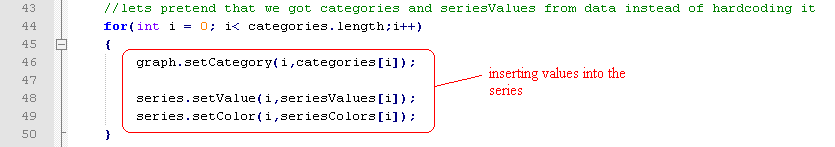 43 //lets pretend that we got categories and seriesValues from data instead of hardcoding it
44 for(int i = 0; i< categories.length;i++)
45 {
46 graph.setCategory(i,categories[i]);
47
48 series.setValue(i,seriesValues[i]);
49 series.setColor(i,seriesColors[i]);
50 }
inserting values into the
series